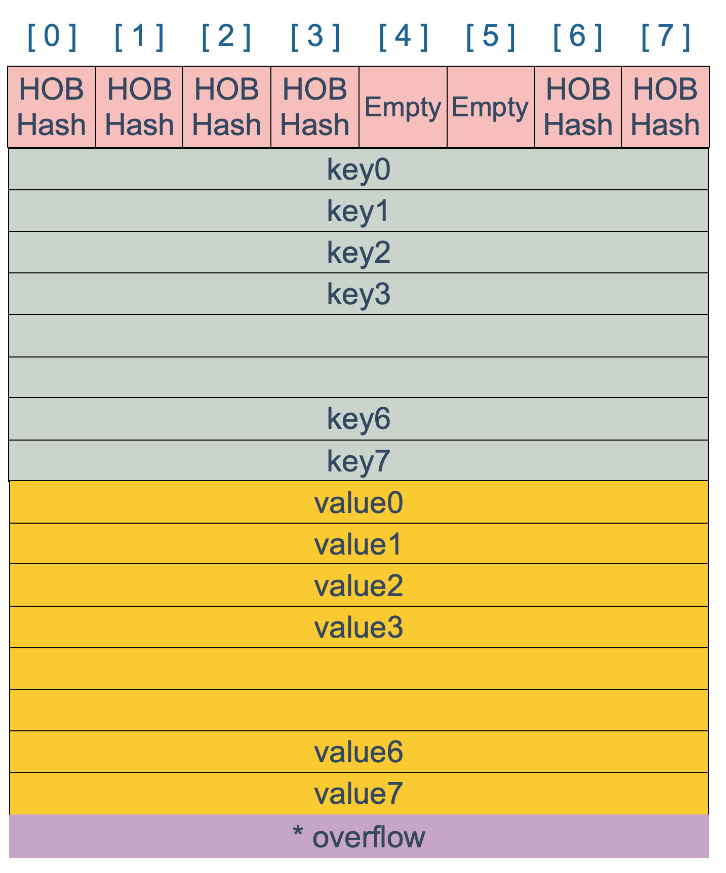 [ 0 ] [ 1 ] [ 2 ] [ 3 ] [ 4 ] [ 5 ] [ 6 ] [ 7 ]
HOB HOB HOB HOB Empty Empty HOB HOB
Hash Hash Hash Hash Hash Hash
key0
key1
key2
key3
key6
key7
value0
value1
value2
value3
value6
value7
* overflow